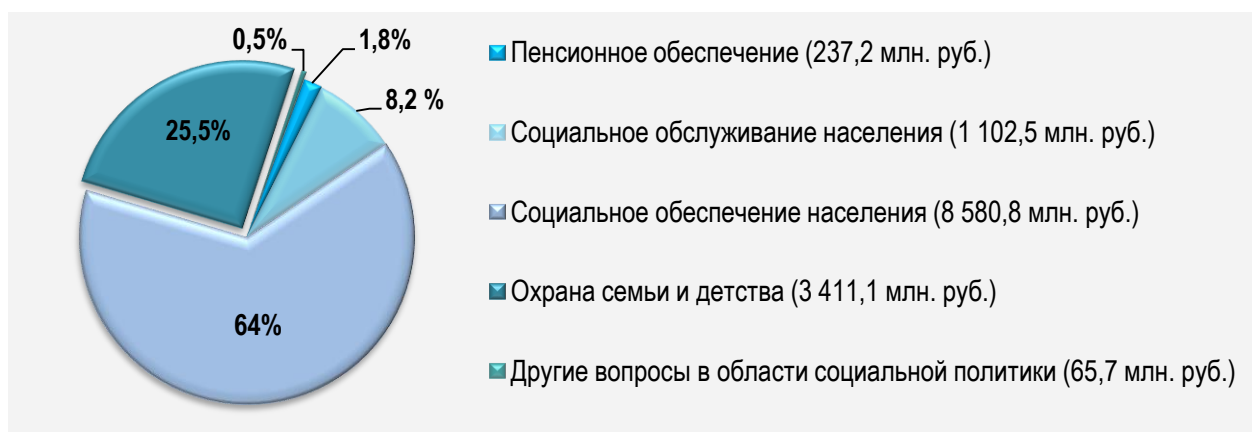 0,5%
1,8%
8,2 %
25,5%
64%
Пенсионное обеспечение (237,2 млн. руб.)
Социальное обслуживание населения (1 102,5 млн. руб.)
Социальное обеспечение населения (8 580,8 млн. руб.)
Охрана семьи и детства (3 411,1 млн. руб.)
Другие вопросы в области социальной политики (65,7 млн. руб.)